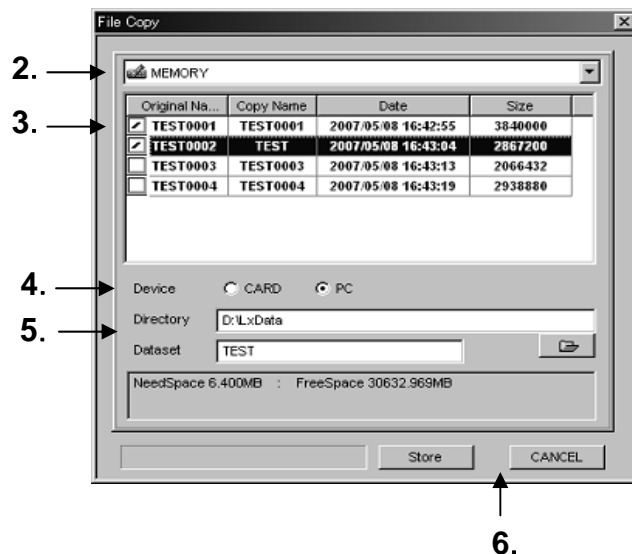 File Copy
2.
MEMORY
Original Na... Copy Name Date Size
3.
TEST0001 TEST0001 2007/05/08 16:42:55 3840000
TEST0002 TEST 2007/05/08 16:43:04 2867200
TEST0003 TEST0003 2007/05/08 16:43:13 2066432
TEST0004 TEST0004 2007/05/08 16:43:19 2938880
4.
Device CARD PC
5.
Directory D:\LxData
Dataset TEST
NeedSpace 6.400MB : FreeSpace 30632.969MB
Store CANCEL
6.